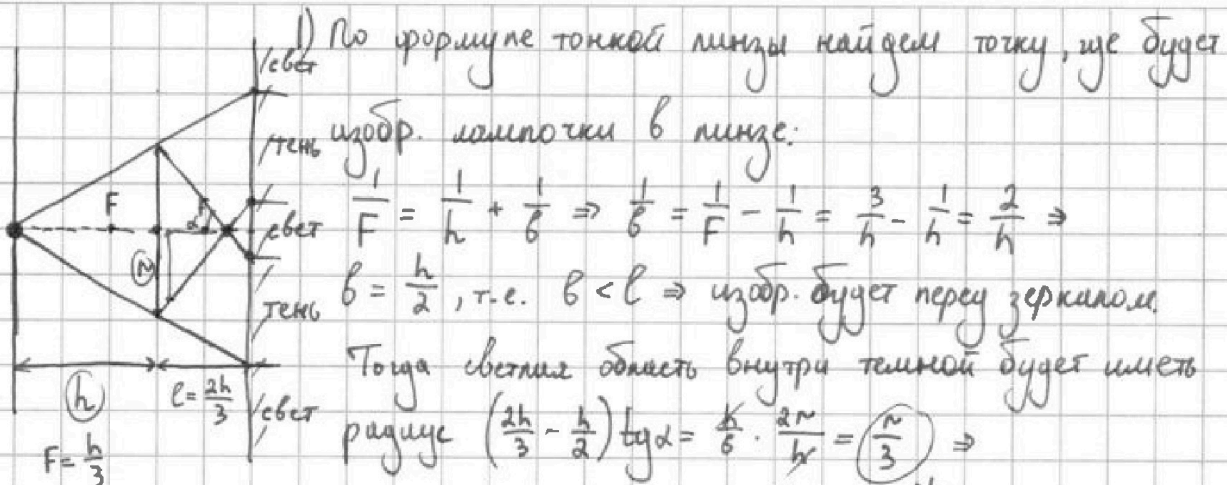 1) По формуле тонкой линзы найдем точку, где будет
изобр. лампочки в линзе:
1/F = 1/h + 1/b ⇒ 1/b = 1/F - 1/h = 3/h - 1/h = 2/h ⇒
b = h/2, т.е. b < l ⇒ изобр. будет перед зеркалом.
Тогда светлая область внутри темной будет иметь
радиус (2h/3 - h/2) tgα = h/6 · 2r/h = r/3 ⇒
свет
тень
свет
тень
свет
F
F
α
r
h
l = 2h/3
F = h/3